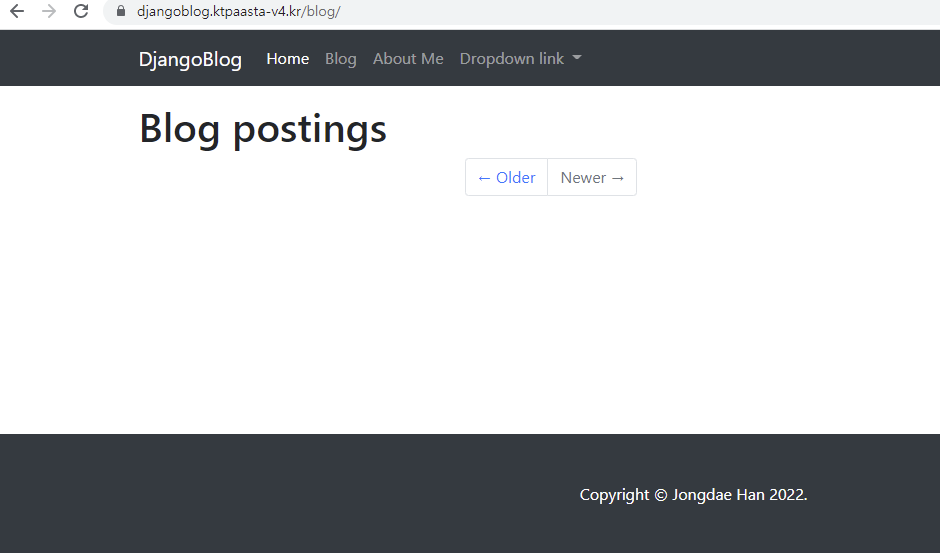 djangoblog.ktpaasta-v4.kr/blog/
DjangoBlog Home Blog About Me Dropdown link
Blog postings
← Older Newer →
Copyright © Jongdae Han 2022.